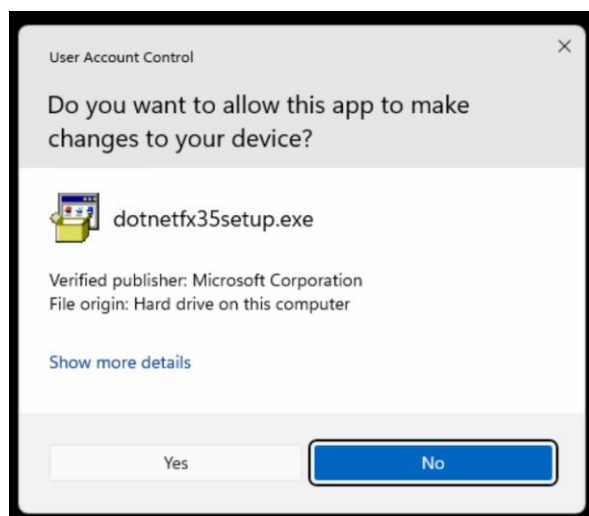 User Account Control
Do you want to allow this app to make
changes to your device?
dotnetfx35setup.exe
Verified publisher: Microsoft Corporation
File origin: Hard drive on this computer
Show more details
Yes
No